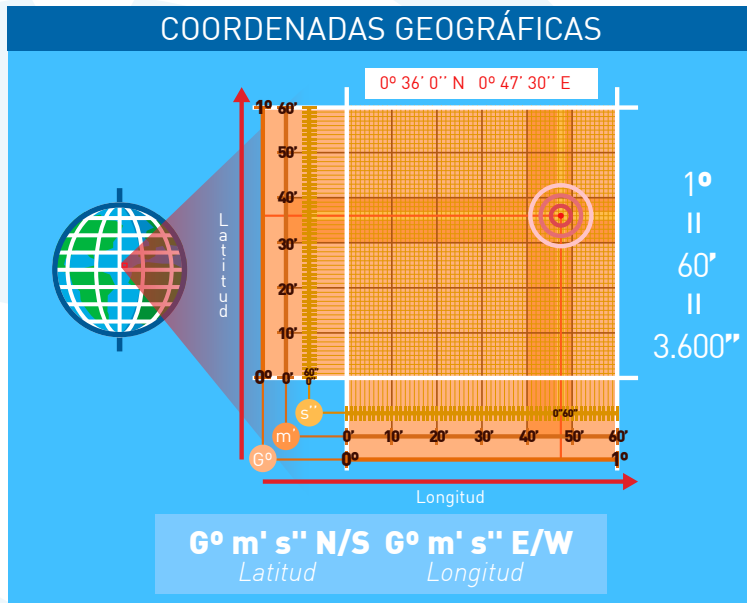 COORDENADAS GEOGRÁFICAS
0º 36' 0'' N 0º 47' 30'' E
1º 60'
50'
40'
30'
20'
10'
0º 0' 60'' 0'
Latitud
1º
=
60'
=
3.600"
s''
0'' 60''
m'
0' 10' 20' 30' 40' 50' 60'
Gº
0º 1º
Longitud
Gº m' s'' N/S Gº m' s'' E/W
Latitud Longitud